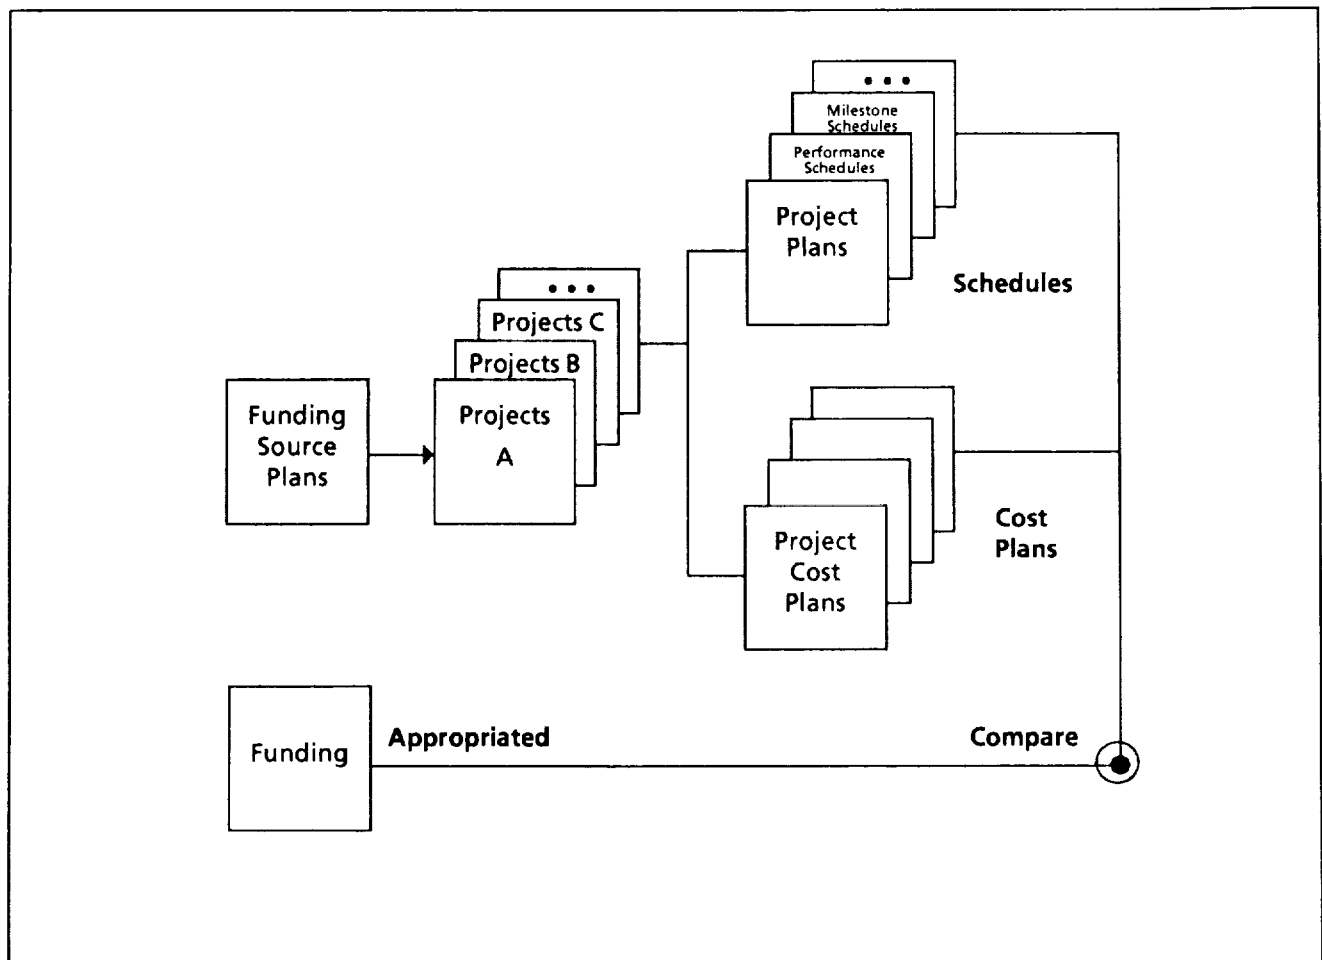 • • •
Milestone
Schedules
Performance
Schedules
Project
Plans
Schedules
• • •
Projects C
Projects B
Projects
A
Funding
Source
Plans
Cost
Plans
Project
Cost
Plans
Funding
Appropriated
Compare